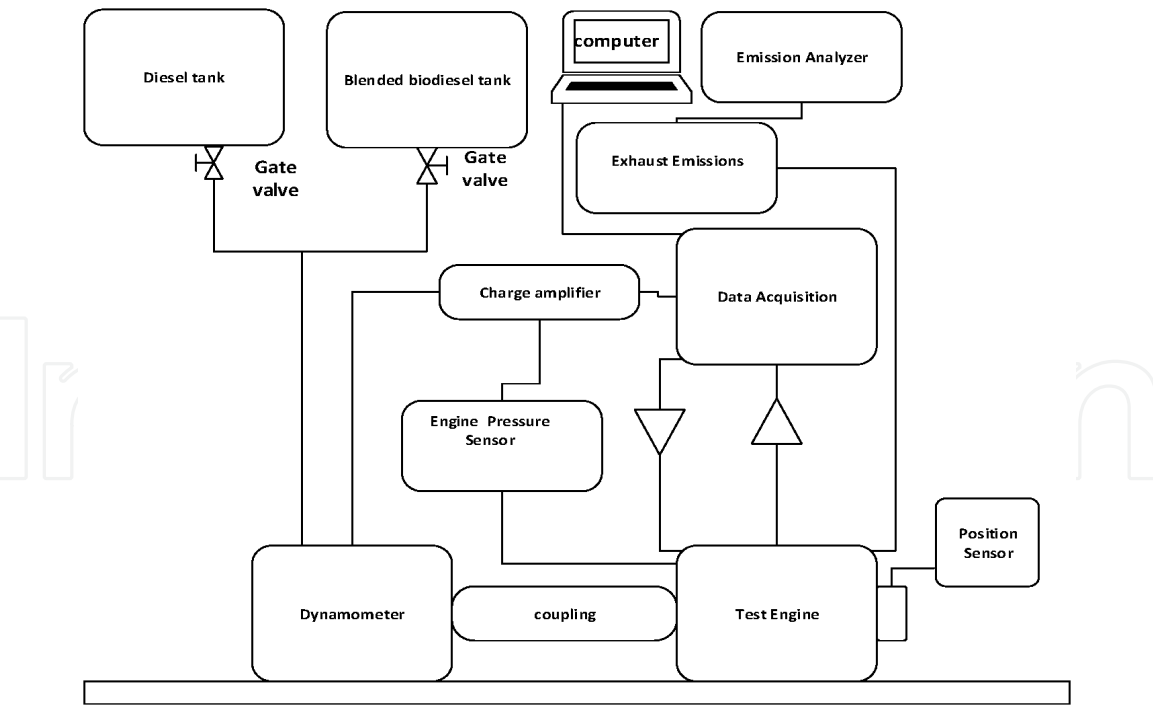 Diesel tank
Blended biodiesel tank
computer
Emission Analyzer
Gate
valve
Gate
valve
Exhaust Emissions
Charge amplifier
Data Acquisition
Engine Pressure
Sensor
Position
Sensor
Dynamometer
coupling
Test Engine